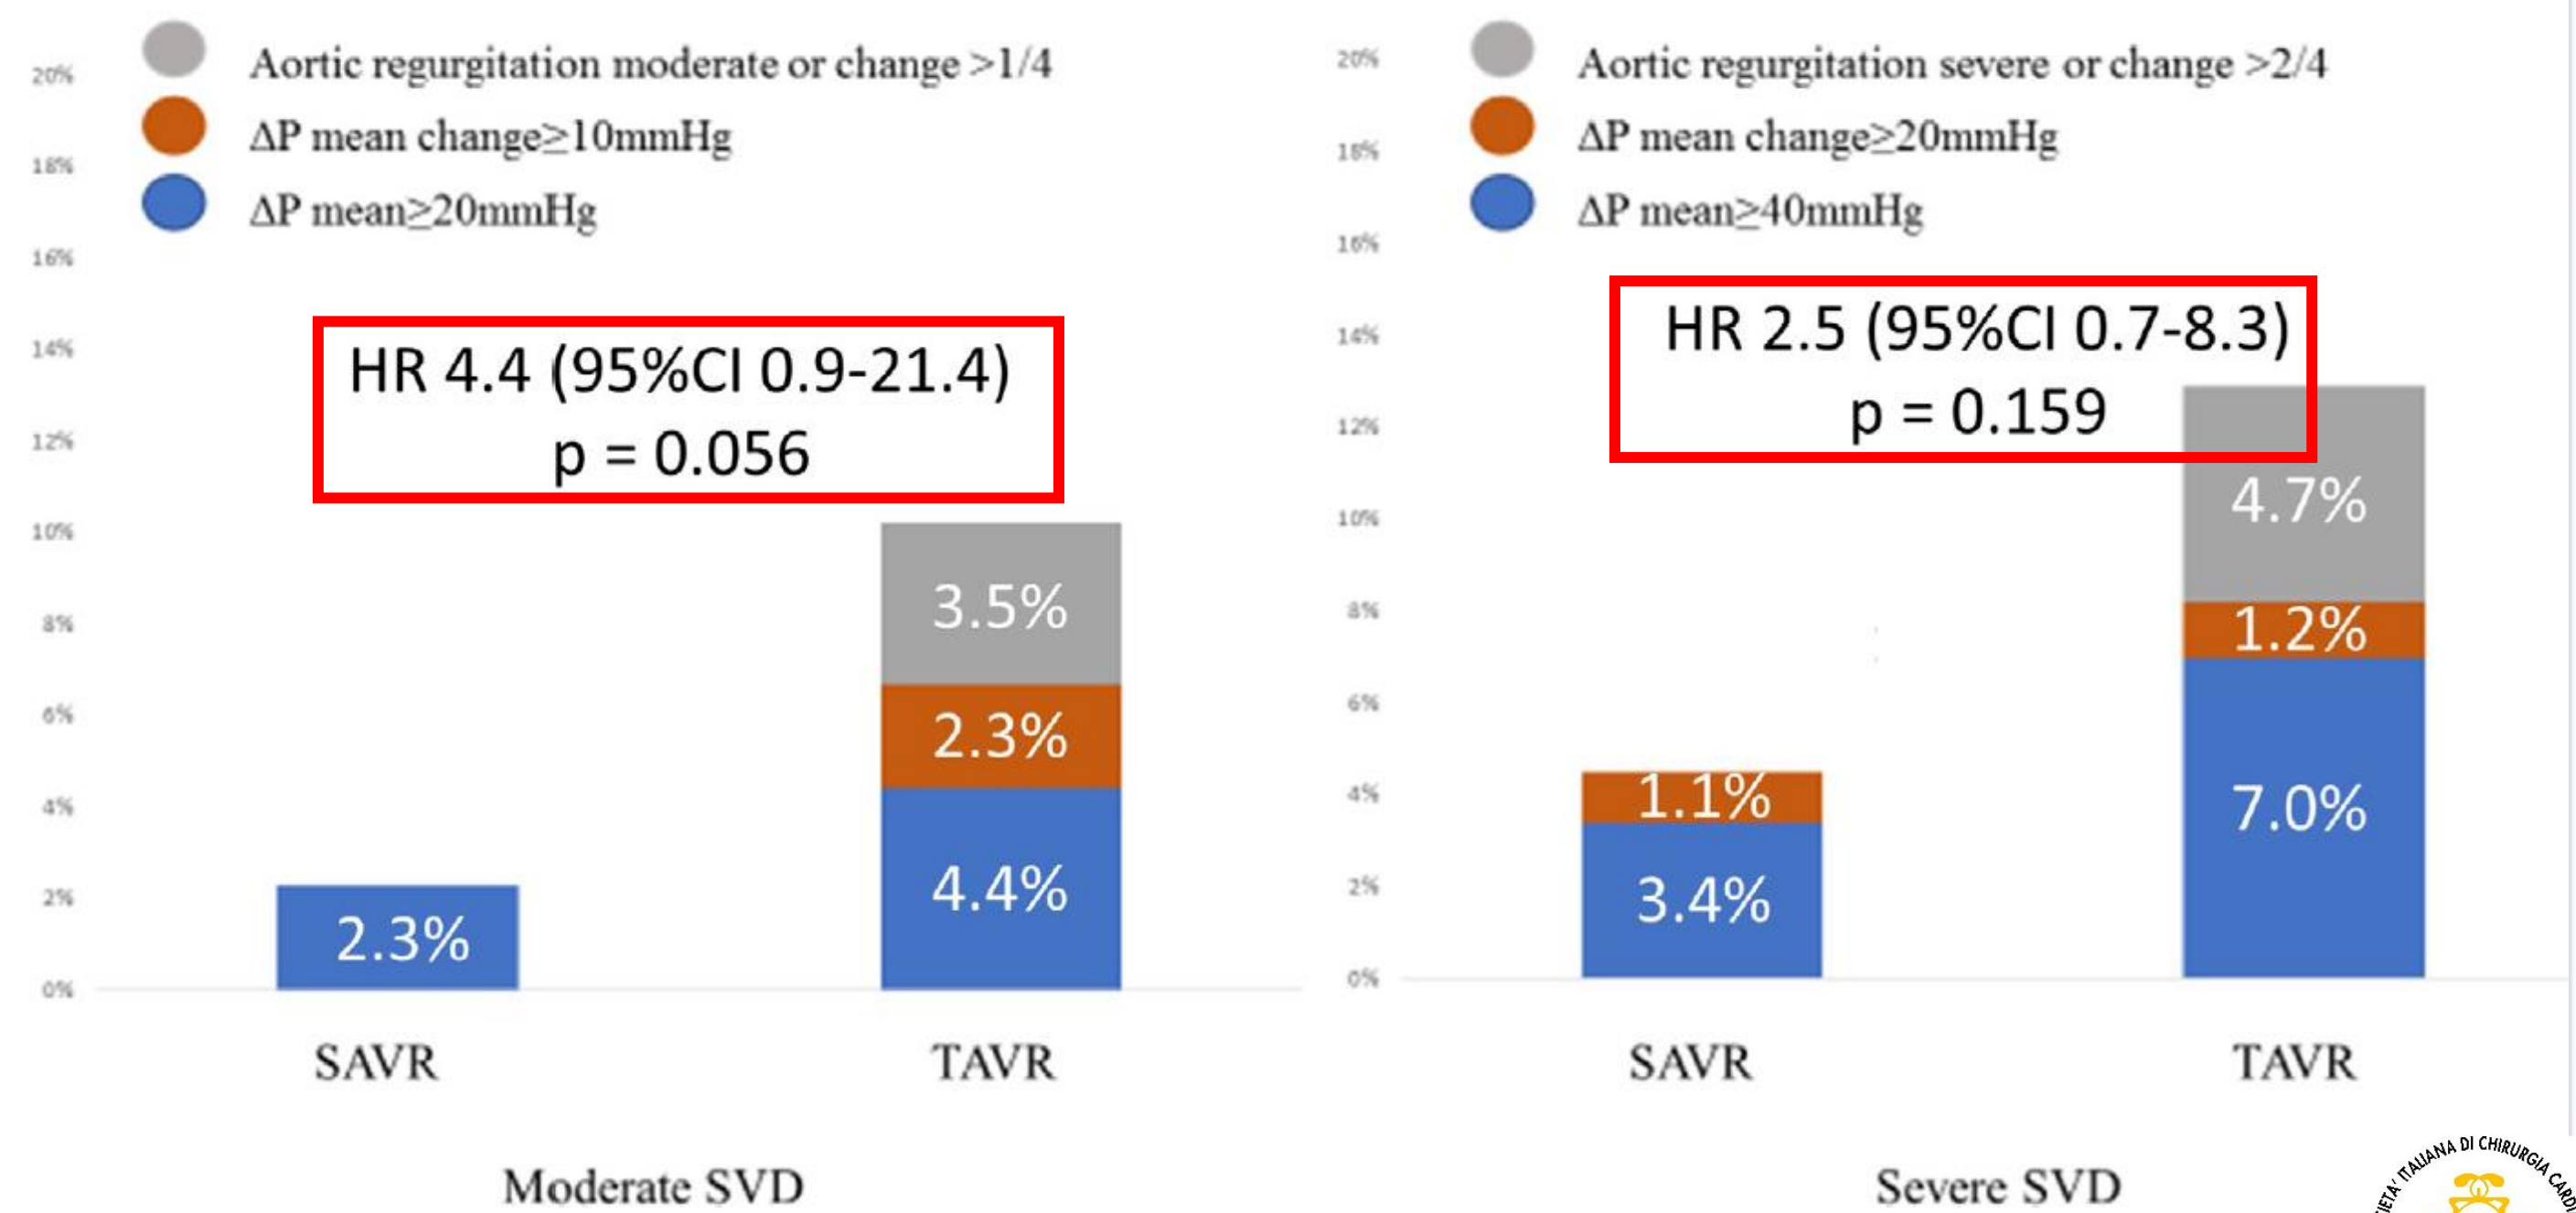 Aortic regurgitation moderate or change >1/4
ΔP mean change≥10mmHg
ΔP mean≥20mmHg
20%
18%
16%
14%
12%
10%
8%
6%
4%
2%
0%
HR 4.4 (95%CI 0.9-21.4)
p = 0.056
3.5%
2.3%
4.4%
2.3%
SAVR TAVR
Moderate SVD
Aortic regurgitation severe or change >2/4
ΔP mean change≥20mmHg
ΔP mean≥40mmHg
20%
18%
16%
14%
12%
10%
8%
6%
4%
2%
0%
HR 2.5 (95%CI 0.7-8.3)
p = 0.159
4.7%
1.2%
7.0%
1.1%
3.4%
SAVR TAVR
Severe SVD
ITALIANA DI CHIRURGIA